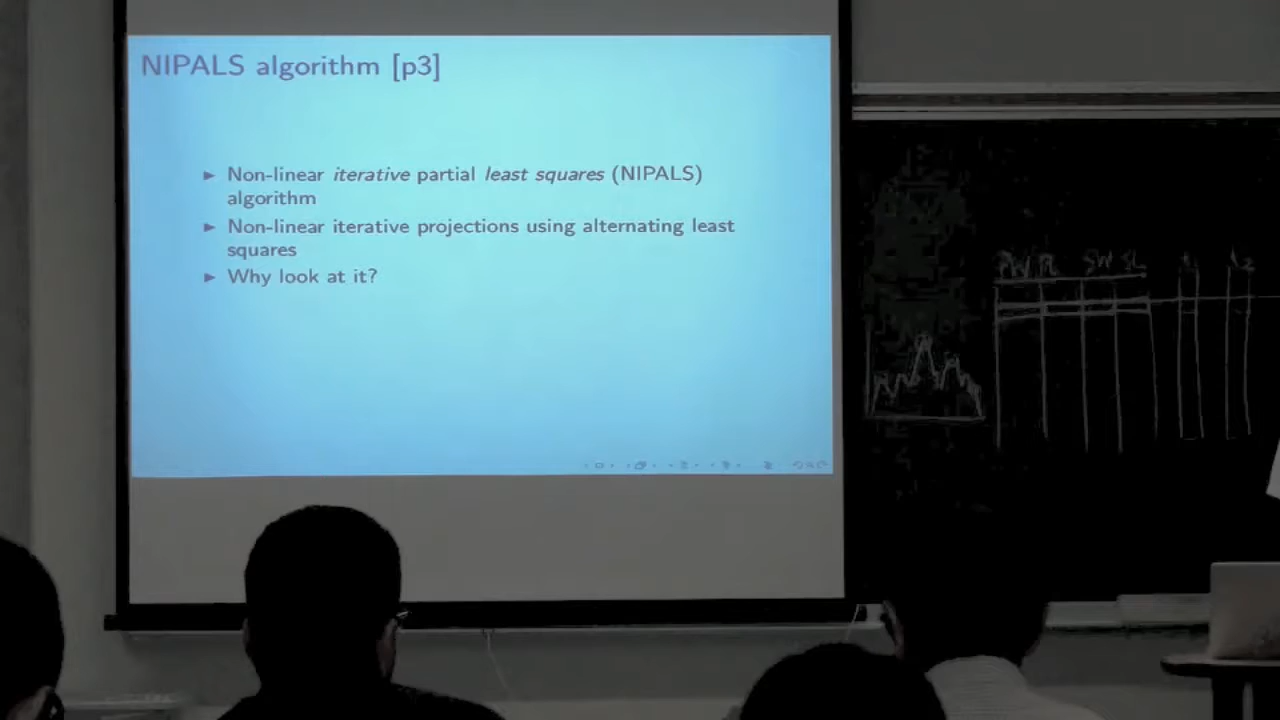 NIPALS algorithm [p3]
► Non-linear iterative partial least squares (NIPALS)
algorithm
► Non-linear iterative projections using alternating least
squares
► Why look at it?